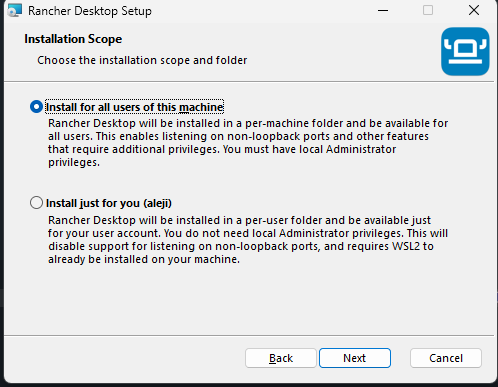 Rancher Desktop Setup
Installation Scope
Choose the installation scope and folder
Install for all users of this machine
Rancher Desktop will be installed in a per-machine folder and be available for
all users. This enables listening on non-loopback ports and other features
that require additional privileges. You must have local Administrator
privileges.
Install just for you (aleji)
Rancher Desktop will be installed in a per-user folder and be available just
for your user account. You do not need local Administrator privileges. This will
disable support for listening on non-loopback ports, and requires WSL2 to
already be installed on your machine.
Back Next Cancel